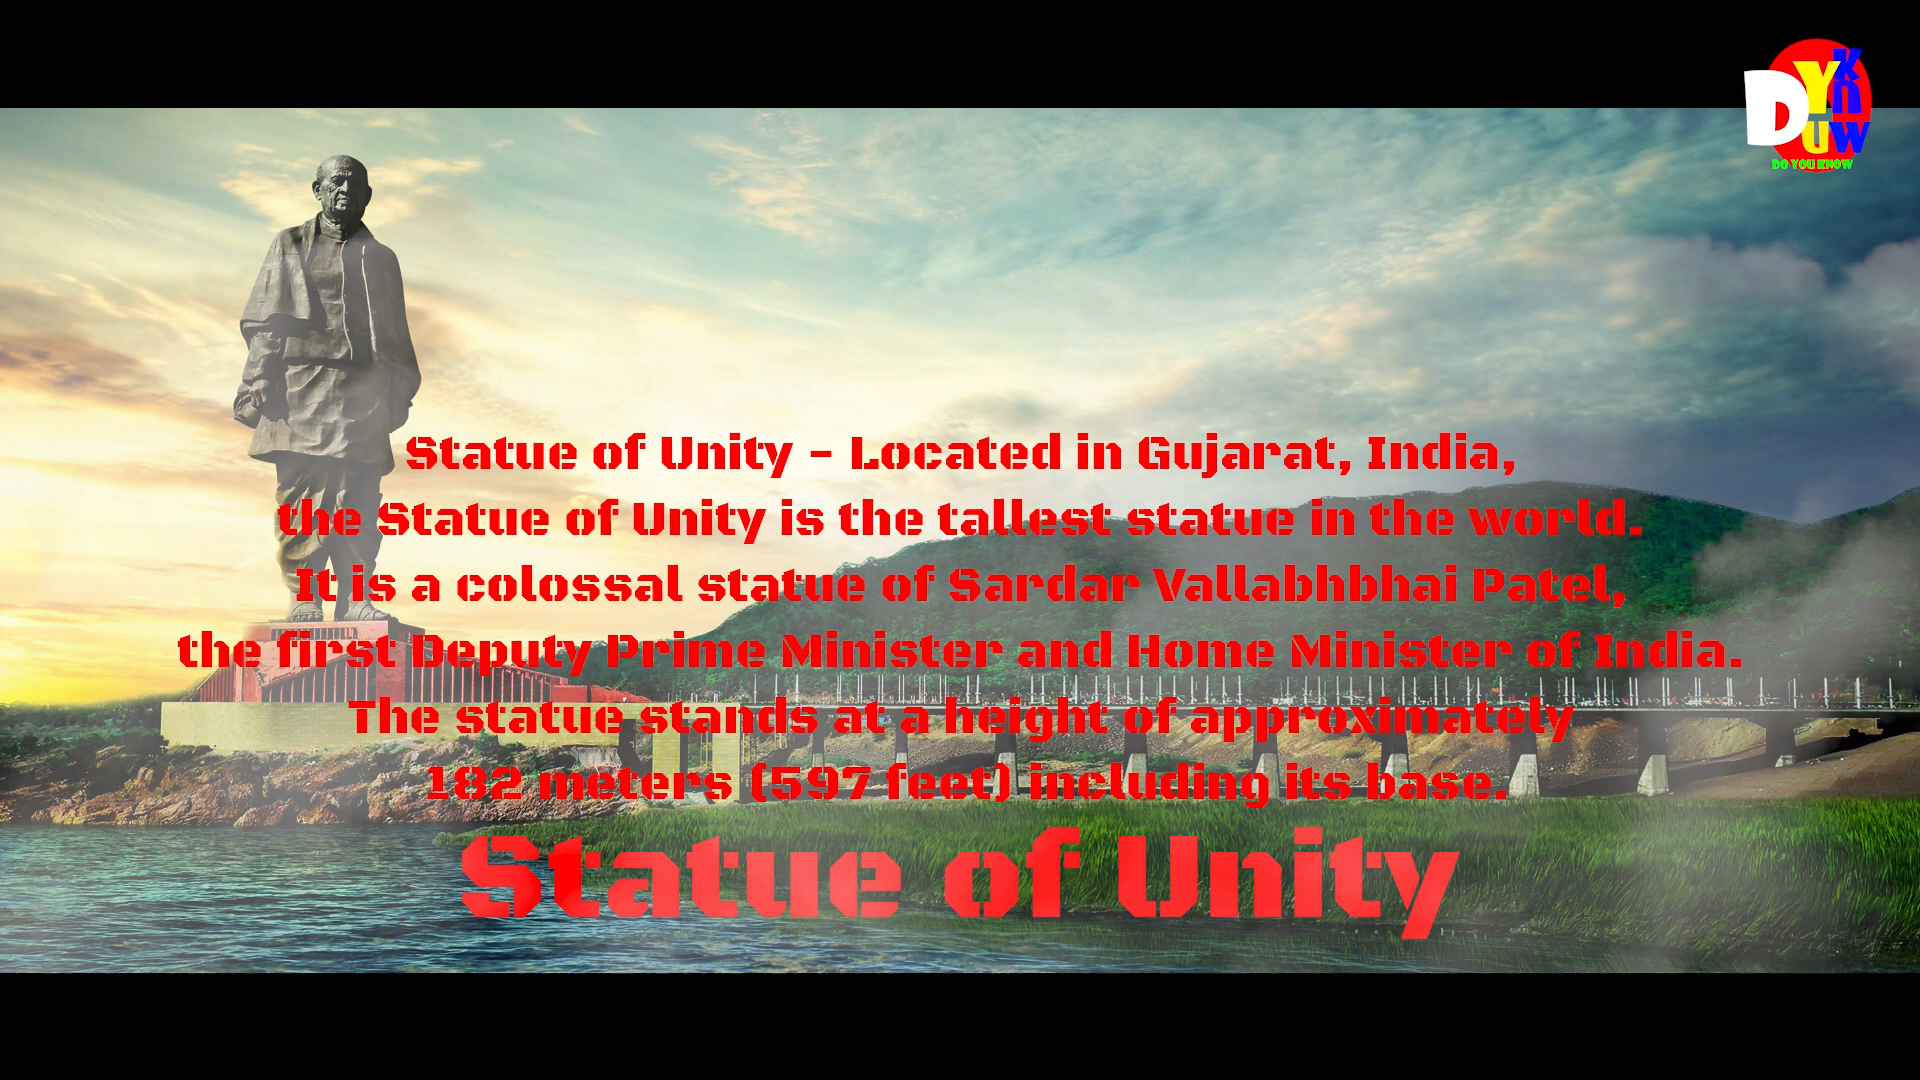 DYUKNW
DO YOU KNOW
Statue of Unity - Located in Gujarat, India,
the Statue of Unity is the tallest statue in the world.
It is a colossal statue of Sardar Vallabhbhai Patel,
the first Deputy Prime Minister and Home Minister of India.
The statue stands at a height of approximately
182 meters (597 feet) including its base.
Statue of Unity